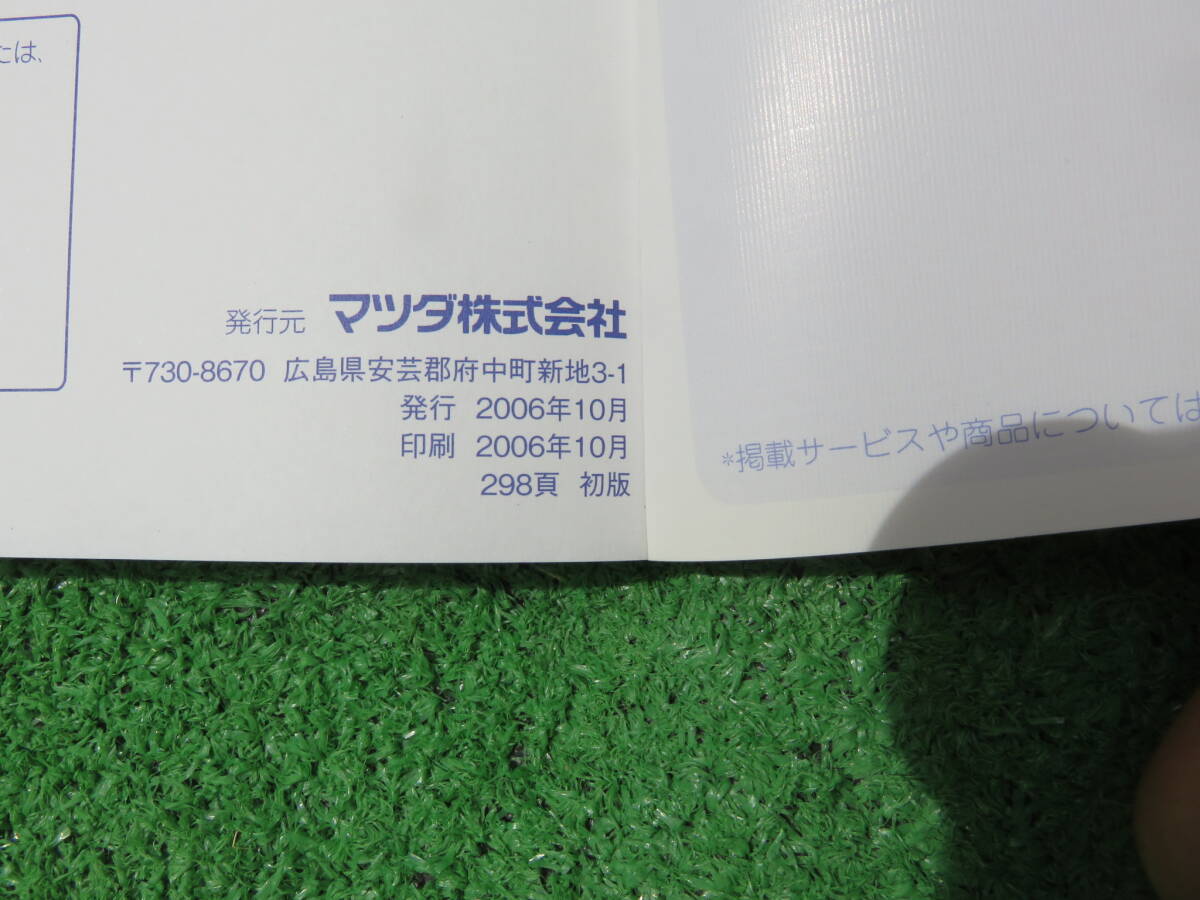 たは、
発行元 マツダ株式会社
〒730-8670 広島県安芸郡府中町新地3-1
発行 2006年10月
印刷 2006年10月
298頁 初版
*掲載サービスや商品については